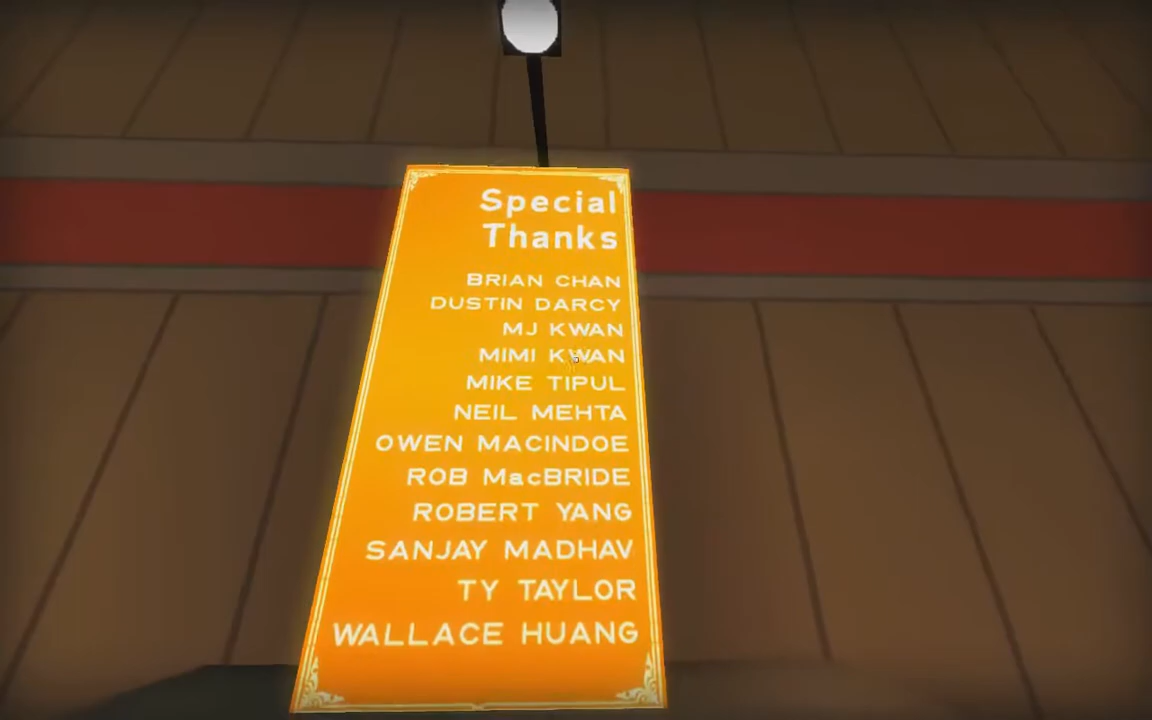 Special
Thanks
BRIAN CHAN
DUSTIN DARCY
MJ KWAN
MIMI KWAN
MIKE TIPUL
NEIL MEHTA
OWEN MACINDOE
ROB MacBRIDE
ROBERT YANG
SANJAY MADHAV
TY TAYLOR
WALLACE HUANG